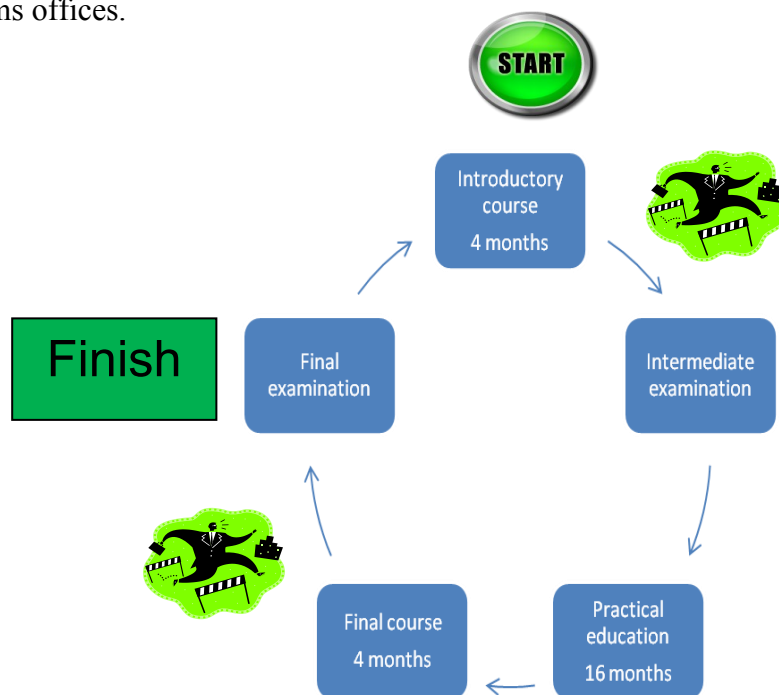 ns offices.
START
Introductory
course
4 months
Intermediate
examination
Practical
education
16 months
Final course
4 months
Final
examination
Finish